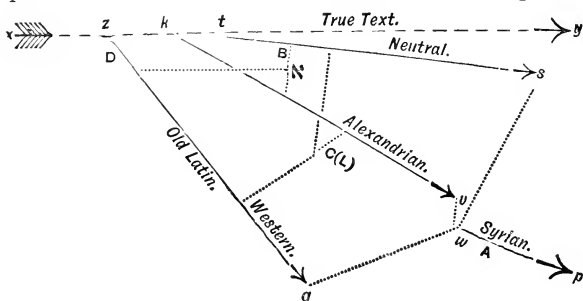 x z k t True Text. y
D B Neutral. s
א
Alexandrian.
C(L)
Old Latin.
Western.
v
w A Syrian. p
q